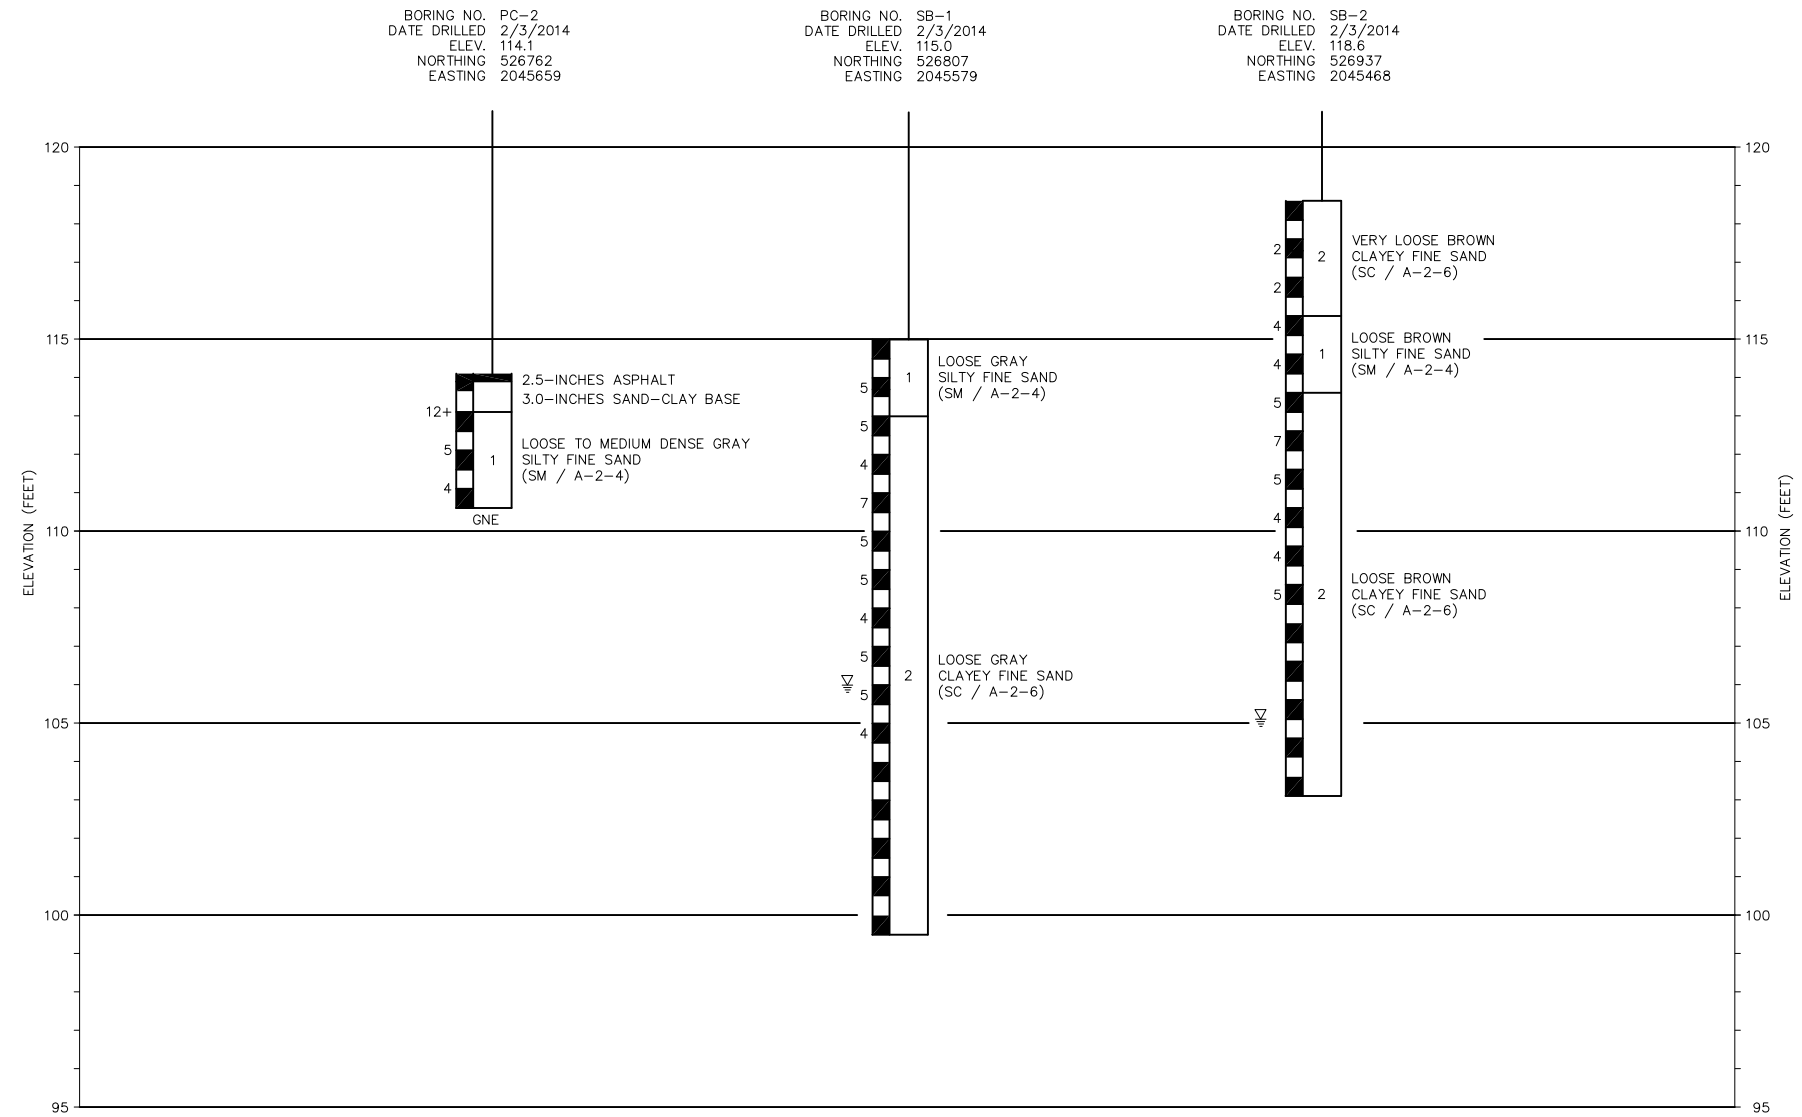 BORING NO. PC-2
DATE DRILLED 2/3/2014
ELEV. 114.1
NORTHING 526762
EASTING 2045659
BORING NO. SB-1
DATE DRILLED 2/3/2014
ELEV. 115.0
NORTHING 526807
EASTING 2045579
BORING NO. SB-2
DATE DRILLED 2/3/2014
ELEV. 118.6
NORTHING 526937
EASTING 2045468
ELEVATION (FEET)
120
115
110
105
100
95
2.5-INCHES ASPHALT
3.0-INCHES SAND-CLAY BASE
12+
5
4
1
LOOSE TO MEDIUM DENSE GRAY
SILTY FINE SAND
(SM / A-2-4)
GNE
5
5
4
7
5
5
4
5
5
4
1
LOOSE GRAY
SILTY FINE SAND
(SM / A-2-4)
2
LOOSE GRAY
CLAYEY FINE SAND
(SC / A-2-6)
2
2
4
4
5
7
5
4
4
5
2
VERY LOOSE BROWN
CLAYEY FINE SAND
(SC / A-2-6)
1
LOOSE BROWN
SILTY FINE SAND
(SM / A-2-4)
2
LOOSE BROWN
CLAYEY FINE SAND
(SC / A-2-6)
120
115
110
105
100
95
ELEVATION (FEET)